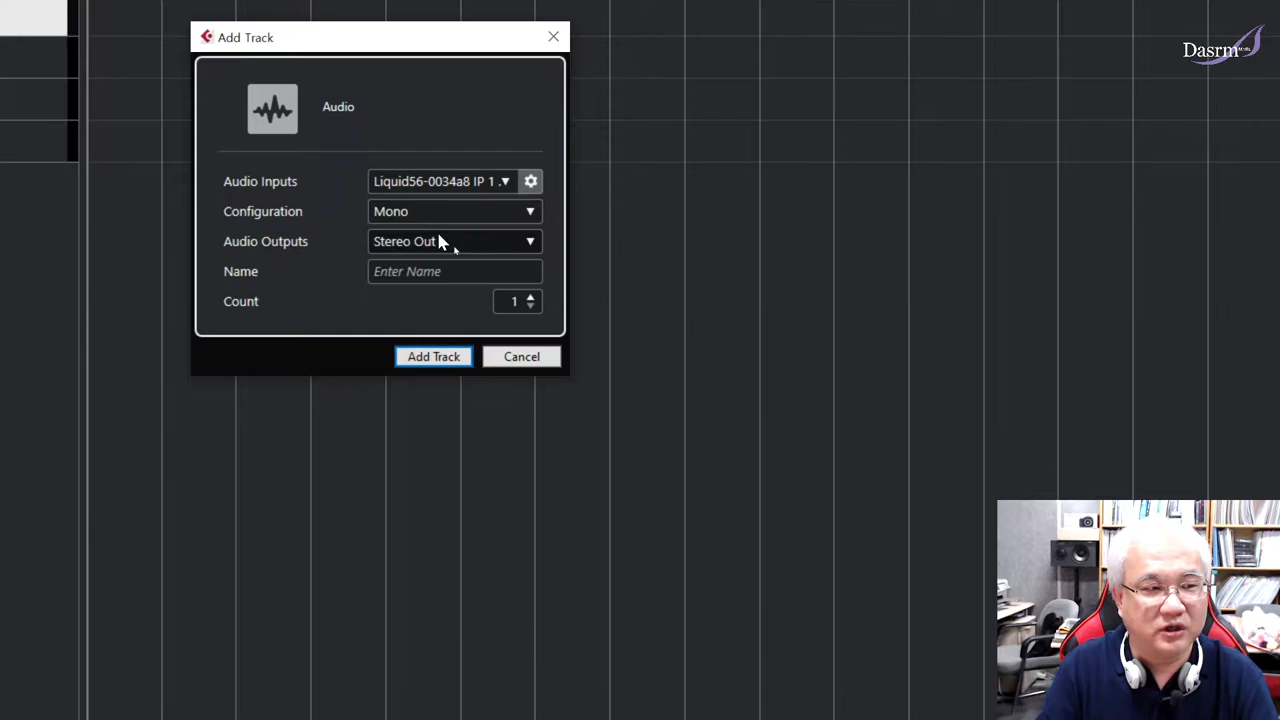 Add Track
Dasrm
Audio
Audio Inputs
Liquid56-0034a8 IP 1 .
Configuration
Mono
Audio Outputs
Stereo Out
Name
Enter Name
Count
1
Add Track
Cancel